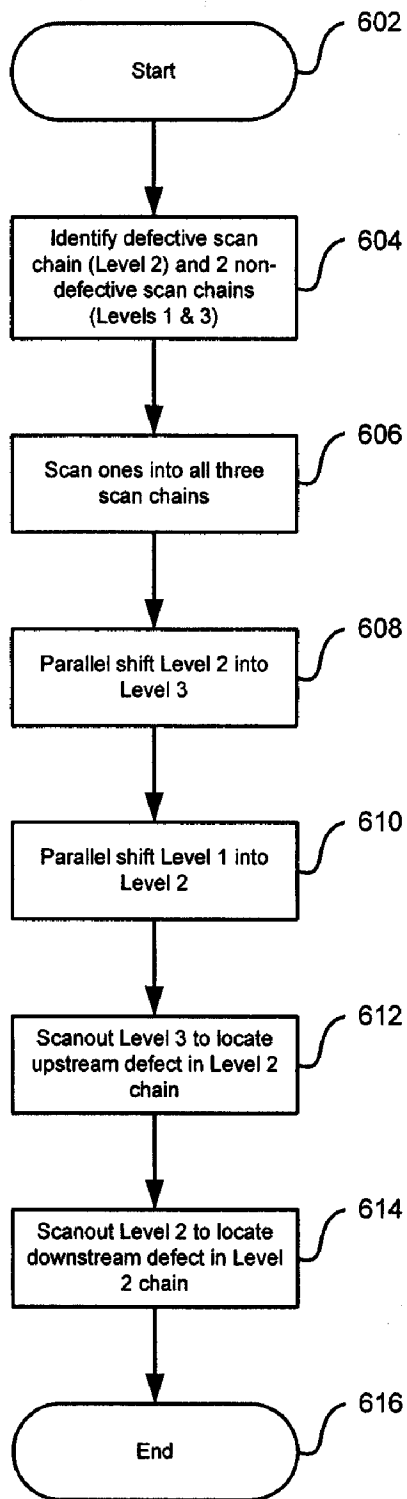 602
Start
604
Identify defective scan
chain (Level 2) and 2 non-
defective scan chains
(Levels 1 & 3)
606
Scan ones into all three
scan chains
608
Parallel shift Level 2 into
Level 3
610
Parallel shift Level 1 into
Level 2
612
Scanout Level 3 to locate
upstream defect in Level 2
chain
614
Scanout Level 2 to locate
downstream defect in Level
2 chain
616
End